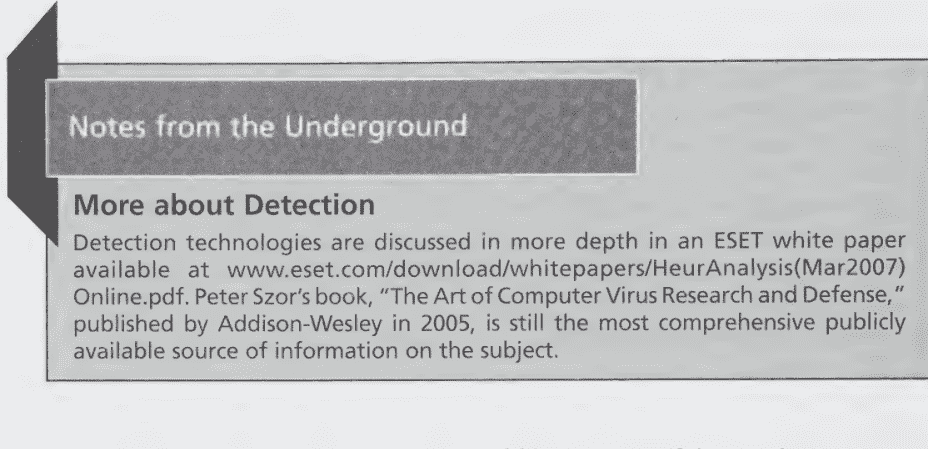 Notes from the Underground
More about Detection
Detection technologies are discussed in more depth in an ESET white paper
available at www.eset.com/download/whitepapers/HeurAnalysis(Mar2007)
Online.pdf. Peter Szor's book, "The Art of Computer Virus Research and Defense,"
published by Addison-Wesley in 2005, is still the most comprehensive publicly
available source of information on the subject.